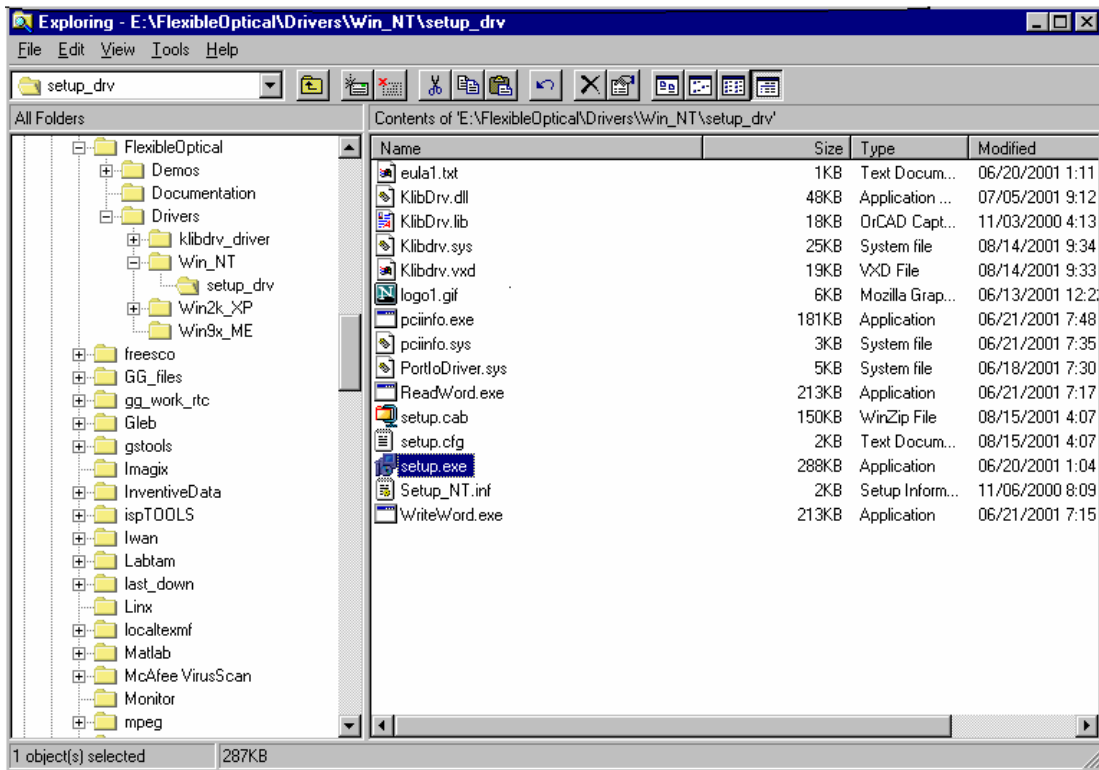 Exploring - E:\FlexibleOptical\Drivers\Win_NT\setup_drv
File Edit View Tools Help
setup_drv
All Folders
Contents of 'E:\FlexibleOptical\Drivers\Win_NT\setup_drv'
FlexibleOptical
Demos
Documentation
Drivers
klibdrv_driver
Win_NT
setup_drv
Win2k_XP
Win9x_ME
freesco
GG_files
gg_work_rtc
Gleb
gstools
Imagix
InventiveData
ispTOOLS
Iwan
Labtam
last_down
Linx
localtexmf
Matlab
McAfee VirusScan
Monitor
mpeg
Name Size Type Modified
eula1.txt 1KB Text Docum... 06/20/2001 1:11
KlibDrv.dll 48KB Application ... 07/05/2001 9:12
KlibDrv.lib 18KB OrCAD Capt... 11/03/2000 4:13
Klibdrv.sys 25KB System file 08/14/2001 9:34
Klibdrv.vxd 19KB VXD File 08/14/2001 9:33
logo1.gif 6KB Mozilla Grap... 06/13/2001 12:2
pciinfo.exe 181KB Application 06/21/2001 7:48
pciinfo.sys 3KB System file 06/21/2001 7:35
PortIoDriver.sys 5KB System file 06/18/2001 7:30
ReadWord.exe 213KB Application 06/21/2001 7:17
setup.cab 150KB WinZip File 08/15/2001 4:07
setup.cfg 2KB Text Docum... 08/15/2001 4:07
setup.exe 288KB Application 06/20/2001 1:04
Setup_NT.inf 2KB Setup Inform... 11/06/2000 8:09
WriteWord.exe 213KB Application 06/21/2001 7:15
1 object(s) selected 287KB